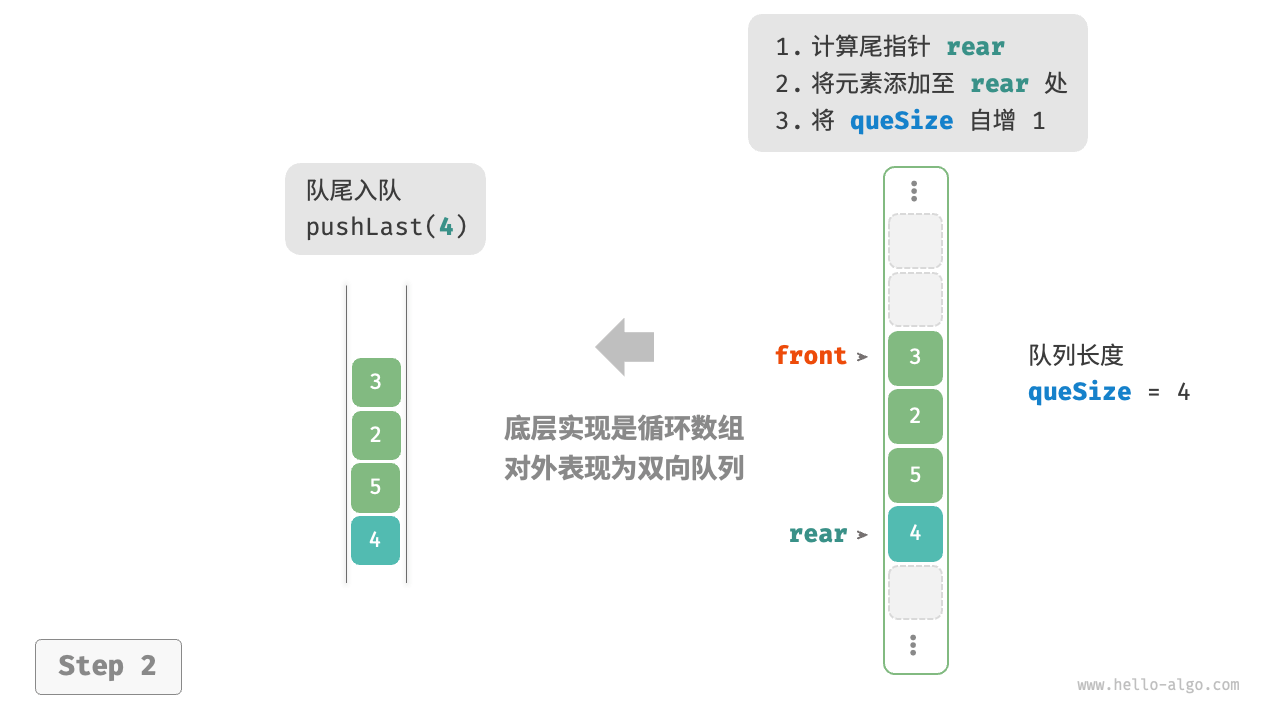 1. 计算尾指针 rear
2. 将元素添加至 rear 处
3. 将 queSize 自增 1
队尾入队
pushLast(4)
3
2
5
4
底层实现是循环数组
对外表现为双向队列
front
3
2
5
rear
4
队列长度
queSize = 4
Step 2
www.hello-algo.com